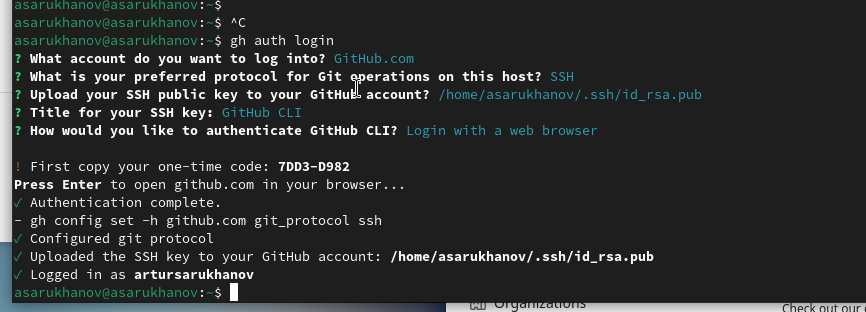 asarukhanov@asarukhanov:~$
asarukhanov@asarukhanov:~$ ^C
asarukhanov@asarukhanov:~$ gh auth login
? What account do you want to log into? GitHub.com
? What is your preferred protocol for Git operations on this host? SSH
? Upload your SSH public key to your GitHub account? /home/asarukhanov/.ssh/id_rsa.pub
? Title for your SSH key: GitHub CLI
? How would you like to authenticate GitHub CLI? Login with a web browser
! First copy your one-time code: 7DD3-D982
Press Enter to open github.com in your browser...
✓ Authentication complete.
- gh config set -h github.com git_protocol ssh
✓ Configured git protocol
✓ Uploaded the SSH key to your GitHub account: /home/asarukhanov/.ssh/id_rsa.pub
✓ Logged in as artursarukhanov
asarukhanov@asarukhanov:~$
Organizations
Check out our